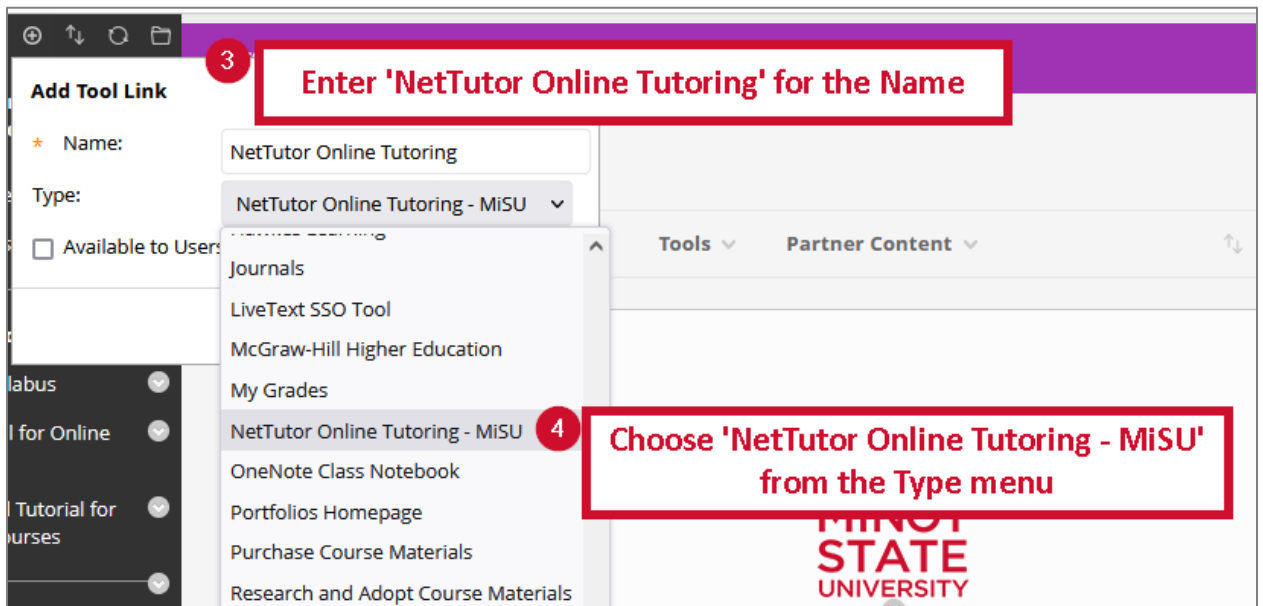 3
Enter 'NetTutor Online Tutoring' for the Name
Add Tool Link
* Name:
NetTutor Online Tutoring
Type:
NetTutor Online Tutoring - MiSU
Available to Users
Tools
Partner Content
Journals
LiveText SSO Tool
McGraw-Hill Higher Education
My Grades
NetTutor Online Tutoring - MiSU
4
Choose 'NetTutor Online Tutoring - MiSU'
from the Type menu
OneNote Class Notebook
Portfolios Homepage
Purchase Course Materials
Research and Adopt Course Materials
labus
l for Online
l Tutorial for
ourses
MINOT
STATE
UNIVERSITY